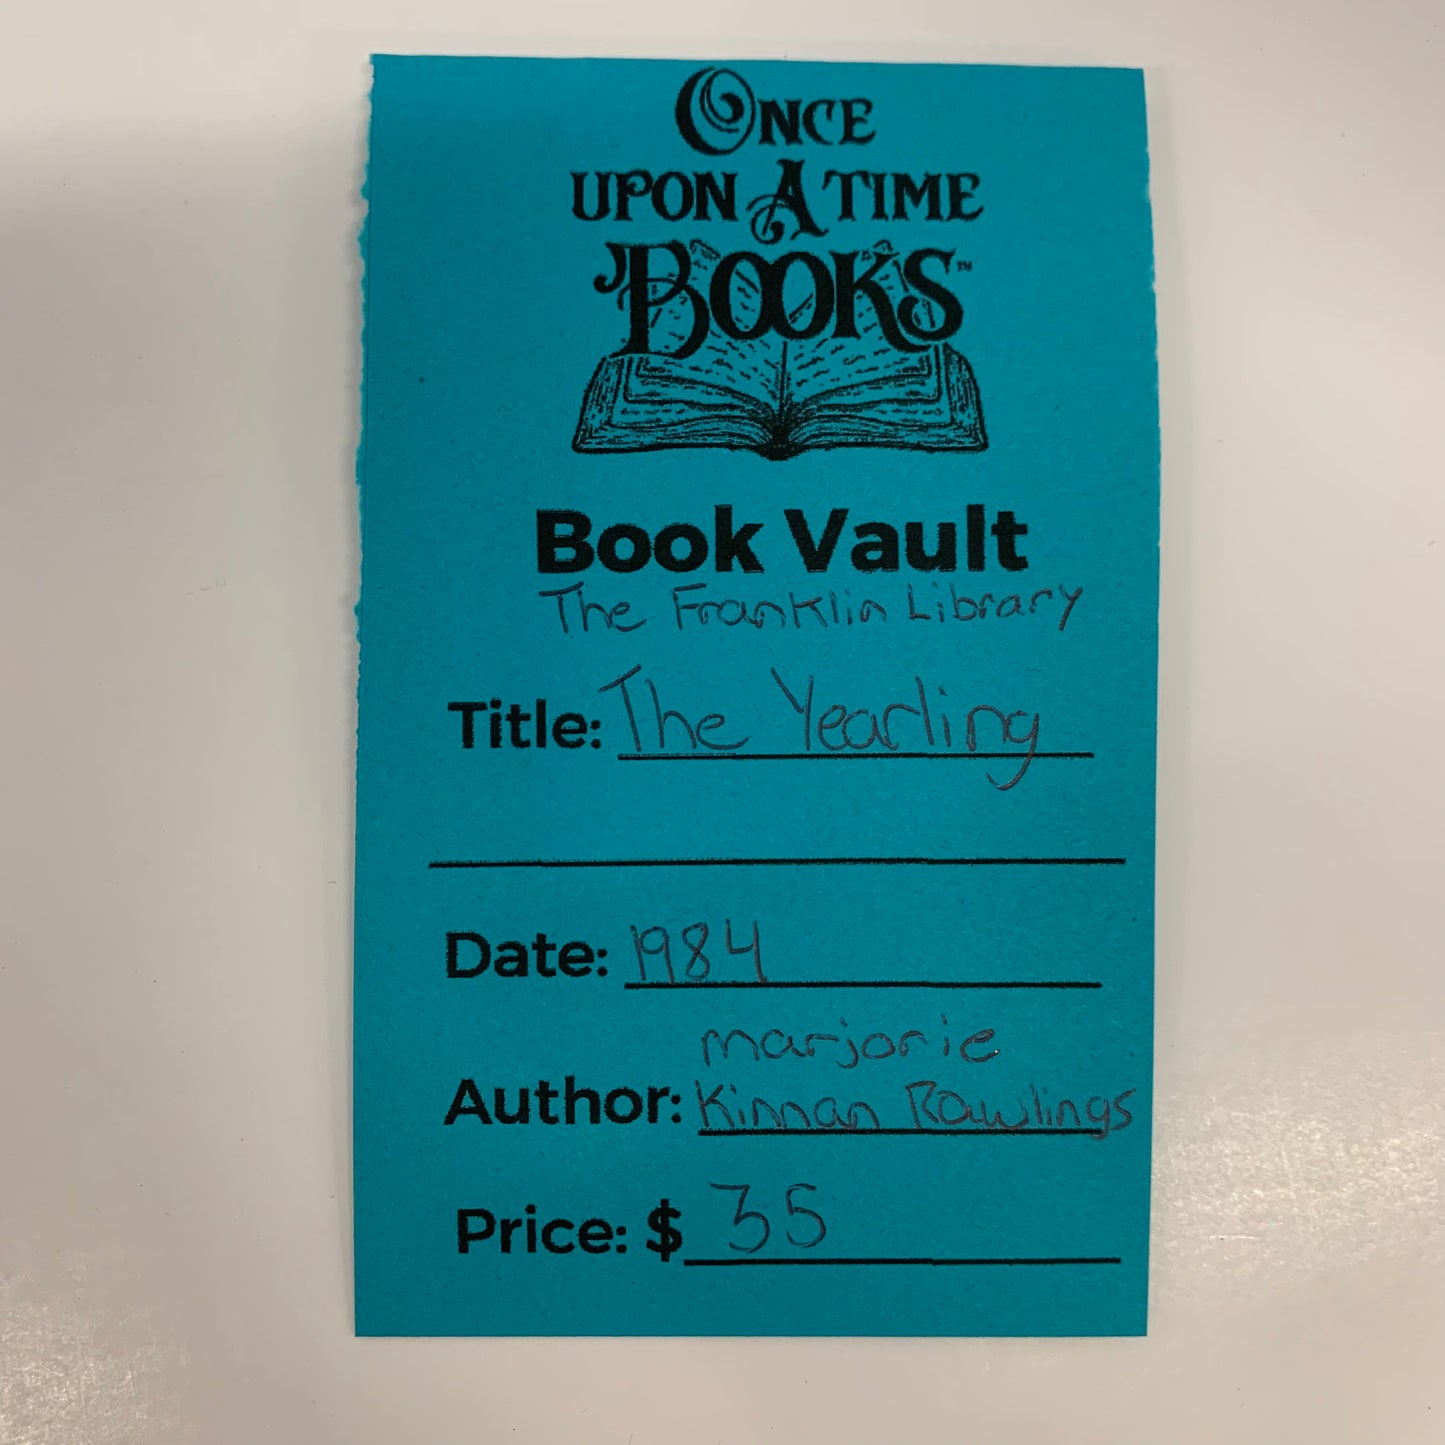 ONCE
UPON A TIME
BOOKS™
Book Vault
The Franklin Library
Title: The Yearling
Date: 1984
marjorie
Author: Kinnan Rawlings
Price: $ 35